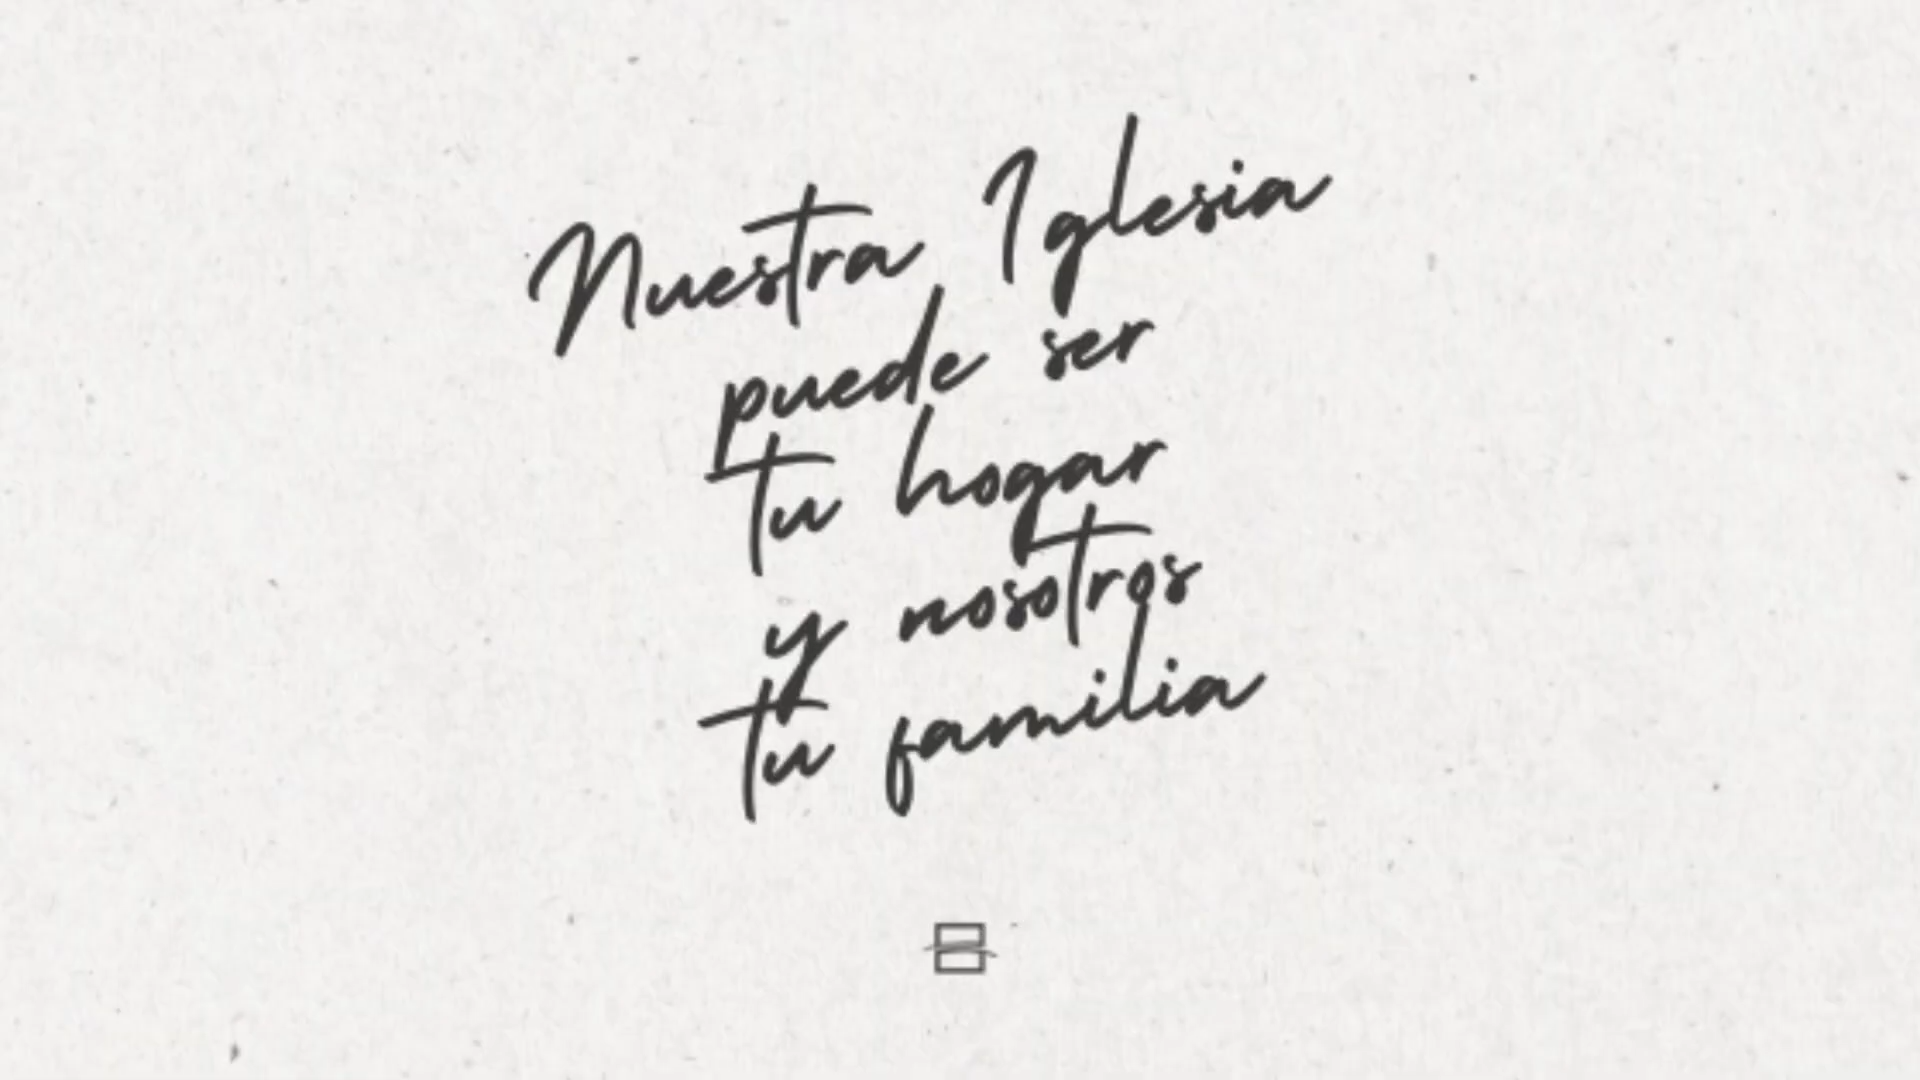 Nuestra Iglesia
puede ser
tu hogar
y nosotros
tu familia